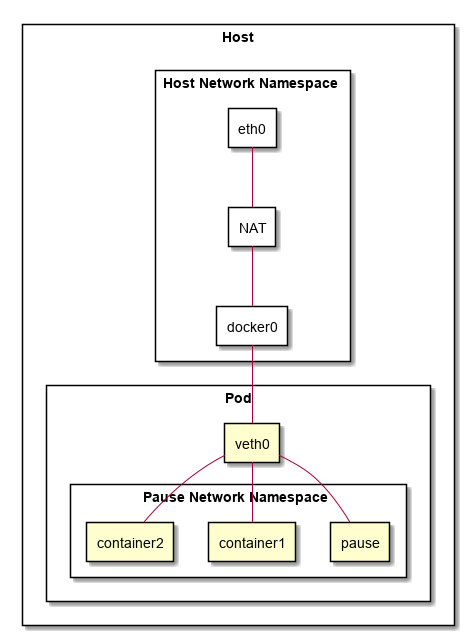 Host
Host Network Namespace
eth0
NAT
docker0
Pod
veth0
Pause Network Namespace
container2
container1
pause